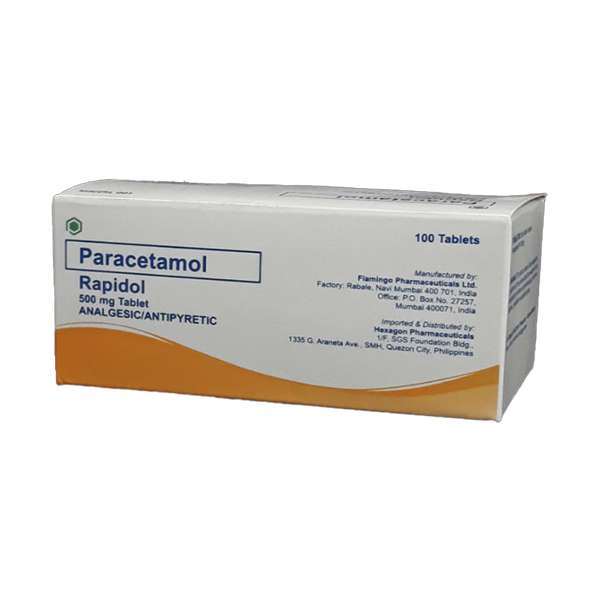 100 Tablets
Paracetamol
Rapidol
500 mg Tablet
ANALGESIC/ANTIPYRETIC
100 Tablets
Manufactured by:
Flamingo Pharmaceuticals Ltd.
Factory: Rabale, Navi Mumbai 400 701, India
Office: P.O. Box No. 27257,
Mumbai 400071, India
Imported & Distributed by:
Hexagon Pharmaceuticals
1/F, SGS Foundation Bldg.,
1335 G. Araneta Ave., SMH, Quezon City, Philippines